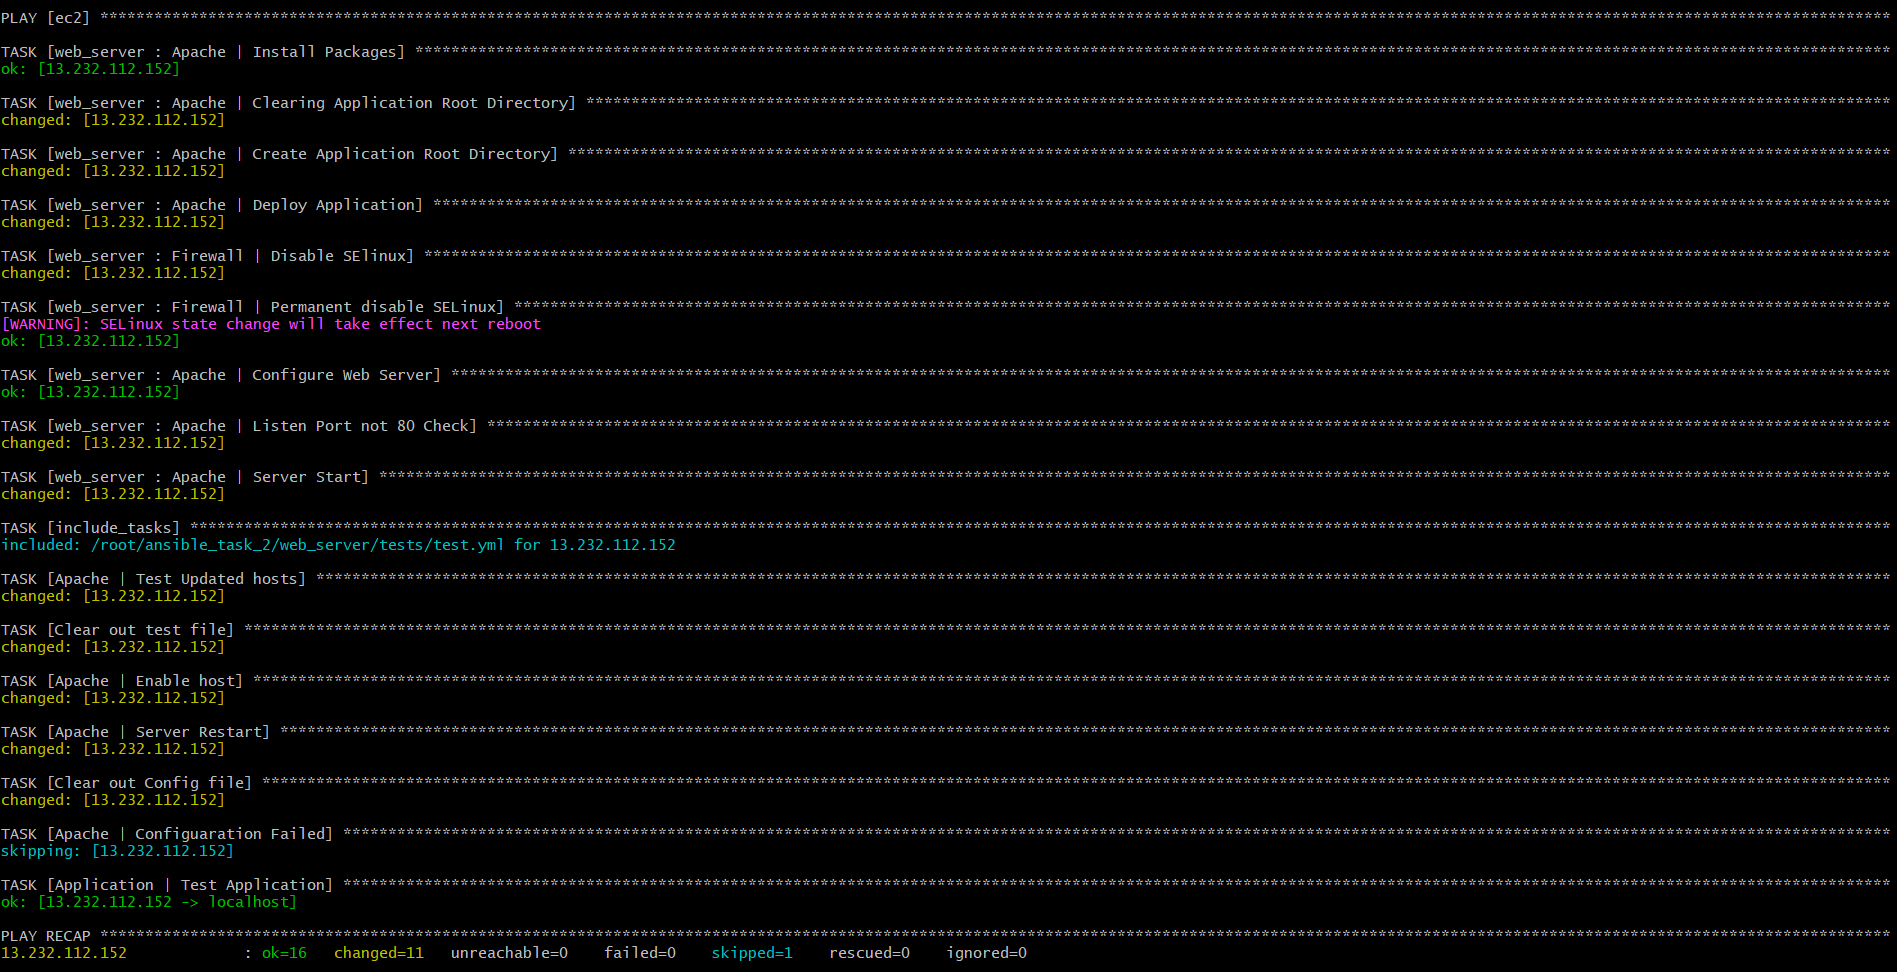 PLAY [ec2] ****************************************************************************************************
TASK [web_server : Apache | Install Packages] ****************************************************************************************************
ok: [13.232.112.152]
TASK [web_server : Apache | Clearing Application Root Directory] ****************************************************************************************************
changed: [13.232.112.152]
TASK [web_server : Apache | Create Application Root Directory] ****************************************************************************************************
changed: [13.232.112.152]
TASK [web_server : Apache | Deploy Application] ****************************************************************************************************
changed: [13.232.112.152]
TASK [web_server : Firewall | Disable SElinux] ****************************************************************************************************
changed: [13.232.112.152]
TASK [web_server : Firewall | Permanent disable SELinux] ****************************************************************************************************
[WARNING]: SELinux state change will take effect next reboot
ok: [13.232.112.152]
TASK [web_server : Apache | Configure Web Server] ****************************************************************************************************
ok: [13.232.112.152]
TASK [web_server : Apache | Listen Port not 80 Check] ****************************************************************************************************
changed: [13.232.112.152]
TASK [web_server : Apache | Server Start] ****************************************************************************************************
changed: [13.232.112.152]
TASK [include_tasks] ****************************************************************************************************
included: /root/ansible_task_2/web_server/tests/test.yml for 13.232.112.152
TASK [Apache | Test Updated hosts] ****************************************************************************************************
changed: [13.232.112.152]
TASK [Clear out test file] ****************************************************************************************************
changed: [13.232.112.152]
TASK [Apache | Enable host] ****************************************************************************************************
changed: [13.232.112.152]
TASK [Apache | Server Restart] ****************************************************************************************************
changed: [13.232.112.152]
TASK [Clear out Config file] ****************************************************************************************************
changed: [13.232.112.152]
TASK [Apache | Configuaration Failed] ****************************************************************************************************
skipping: [13.232.112.152]
TASK [Application | Test Application] ****************************************************************************************************
ok: [13.232.112.152 -> localhost]
PLAY RECAP ****************************************************************************************************
13.232.112.152 : ok=16 changed=11 unreachable=0 failed=0 skipped=1 rescued=0 ignored=0